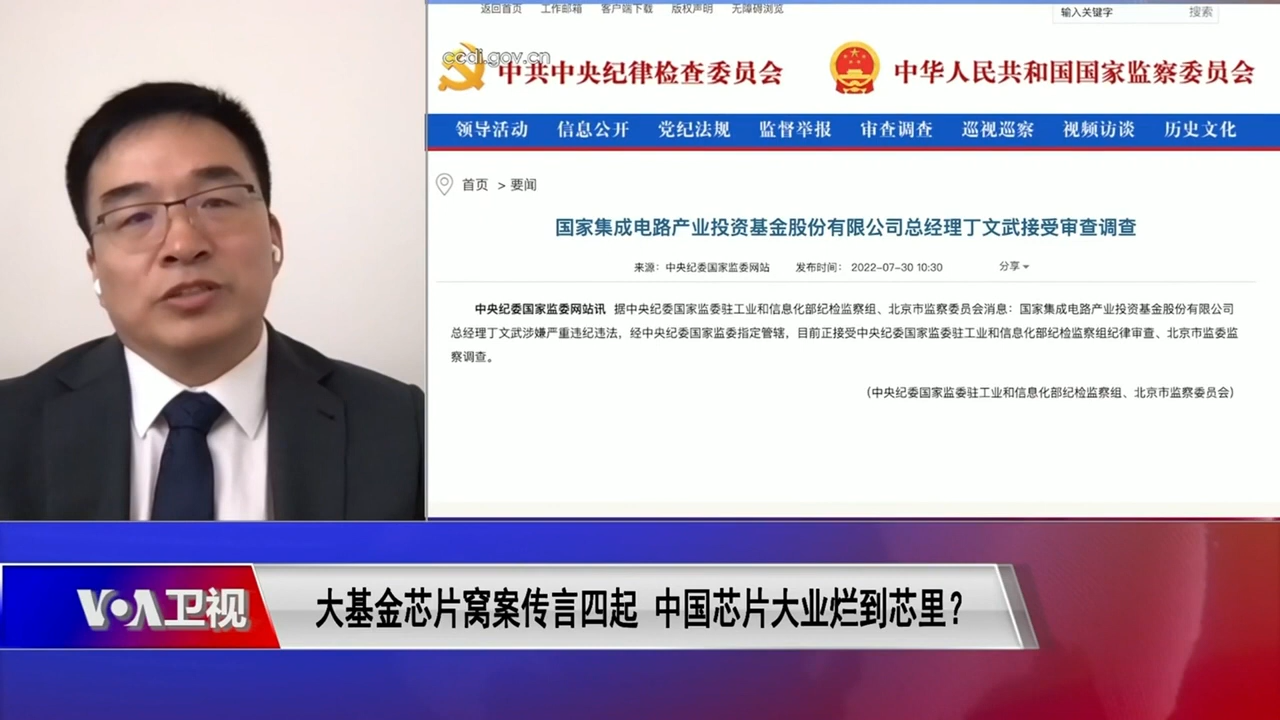 返回首页 工作邮箱 客户端下载 版权声明 无障碍浏览
输入关键字 搜索
ccdi.gov.cn
中共中央纪律检查委员会 中华人民共和国国家监察委员会
领导活动 信息公开 党纪法规 监督举报 审查调查 巡视巡察 视频访谈 历史文化
首页 > 要闻
国家集成电路产业投资基金股份有限公司总经理丁文武接受审查调查
来源：中央纪委国家监委网站 发布时间：2022-07-30 10:30 分享
中央纪委国家监委网站讯 据中央纪委国家监委驻工业和信息化部纪检监察组、北京市监察委员会消息：国家集成电路产业投资基金股份有限公司
总经理丁文武涉嫌严重违纪违法，经中央纪委国家监委指定管辖，目前正接受中央纪委国家监委驻工业和信息化部纪检监察组纪律审查、北京市监委监
察调查。
（中央纪委国家监委驻工业和信息化部纪检监察组、北京市监察委员会）
VOA卫视
大基金芯片窝案传言四起 中国芯片大业烂到芯里？